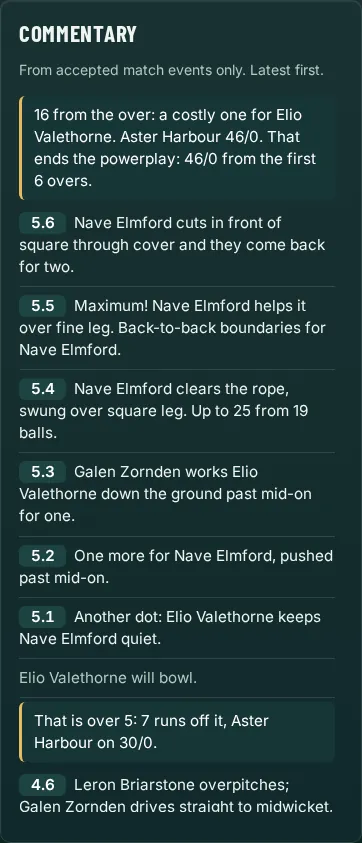 COMMENTARY
From accepted match events only. Latest first.
16 from the over: a costly one for Elio
Valethorne. Aster Harbour 46/0. That
ends the powerplay: 46/0 from the first
6 overs.
5.6 Nave Elmford cuts in front of
square through cover and they come back
for two.
5.5 Maximum! Nave Elmford helps it
over fine leg. Back-to-back boundaries for
Nave Elmford.
5.4 Nave Elmford clears the rope,
swung over square leg. Up to 25 from 19
balls.
5.3 Galen Zornden works Elio
Valethorne down the ground past mid-on
for one.
5.2 One more for Nave Elmford, pushed
past mid-on.
5.1 Another dot: Elio Valethorne keeps
Nave Elmford quiet.
Elio Valethorne will bowl.
That is over 5: 7 runs off it, Aster
Harbour on 30/0.
4.6 Leron Briarstone overpitches;
Galen Zornden drives straight to midwicket.